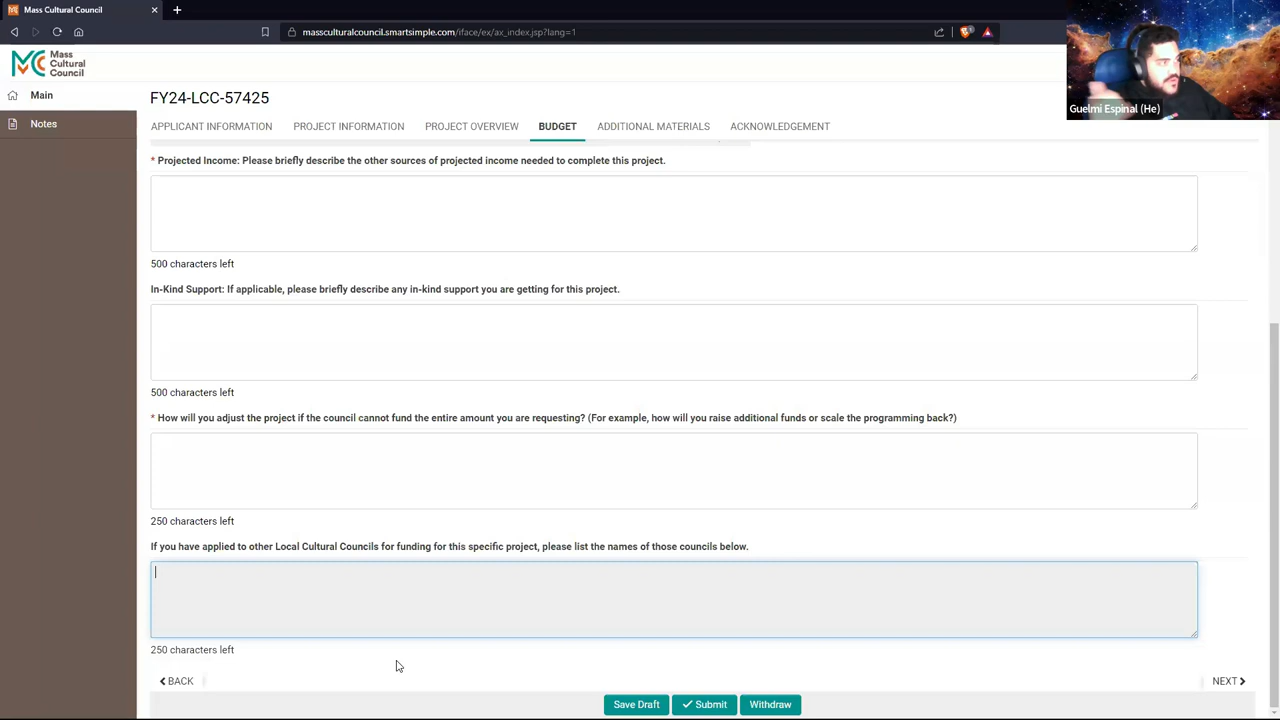 Mass Cultural Council
massculturalcouncil.smartsimple.com/iface/ex/ax_index.jsp?lang=1
Mass
Cultural
Council
Guelmi Espinal (He)
Main
Notes
FY24-LCC-57425
APPLICANT INFORMATION PROJECT INFORMATION PROJECT OVERVIEW BUDGET ADDITIONAL MATERIALS ACKNOWLEDGEMENT
* Projected Income: Please briefly describe the other sources of projected income needed to complete this project.
500 characters left
In-Kind Support: If applicable, please briefly describe any in-kind support you are getting for this project.
500 characters left
* How will you adjust the project if the council cannot fund the entire amount you are requesting? (For example, how will you raise additional funds or scale the programming back?)
250 characters left
If you have applied to other Local Cultural Councils for funding for this specific project, please list the names of those councils below.
250 characters left
BACK
NEXT
Save Draft Submit Withdraw